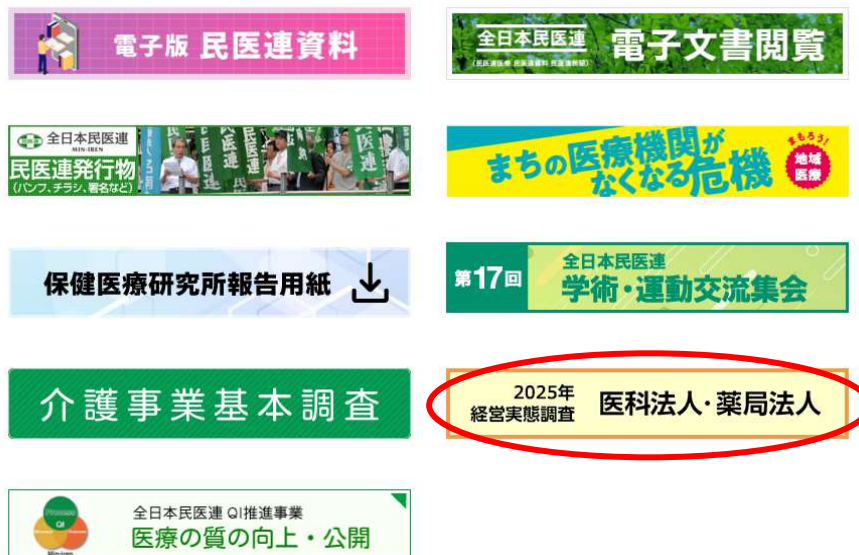 電子版 民医連資料
全日本民医連
電子文書閲覧
全日本民医連
MIN-IREN
民医連発行物
(パンフ、チラシ、署名など)
まちの医療機関が
なくなる危機
まもろう!
地域
医療
保健医療研究所報告用紙
第17回
全日本民医連
学術・運動交流集会
介護事業基本調査
2025年
経営実態調査
医科法人・薬局法人
QI
全日本民医連 QI推進事業
医療の質の向上・公開